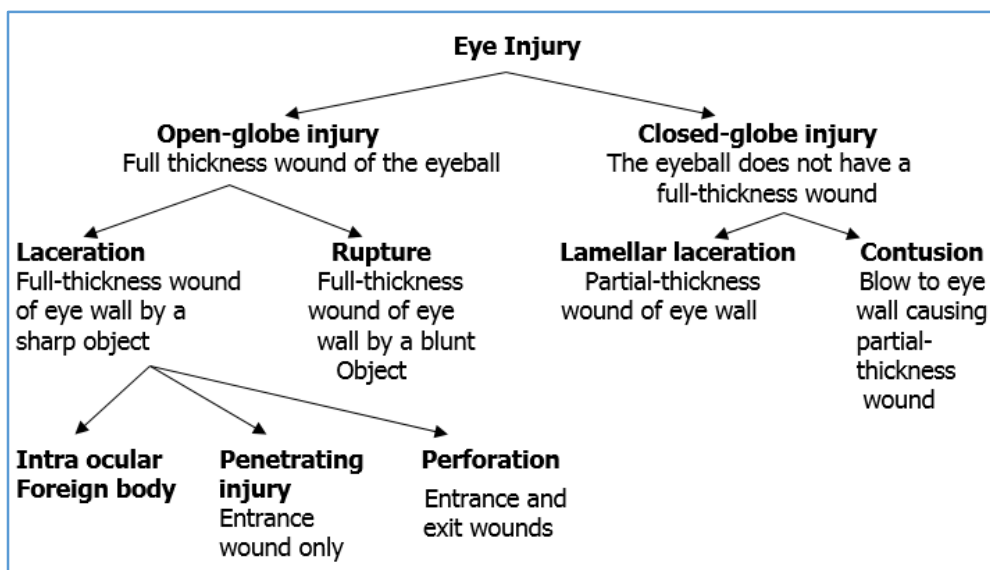 Eye Injury
Open-globe injury
Full thickness wound of the eyeball
Closed-globe injury
The eyeball does not have a
full-thickness wound
Laceration
Full-thickness wound
of eye wall by a
sharp object
Rupture
Full-thickness
wound of eye
wall by a blunt
Object
Lamellar laceration
Partial-thickness
wound of eye wall
Contusion
Blow to eye
wall causing
partial-
thickness
wound
Intra ocular
Foreign body
Penetrating
injury
Entrance
wound only
Perforation
Entrance and
exit wounds